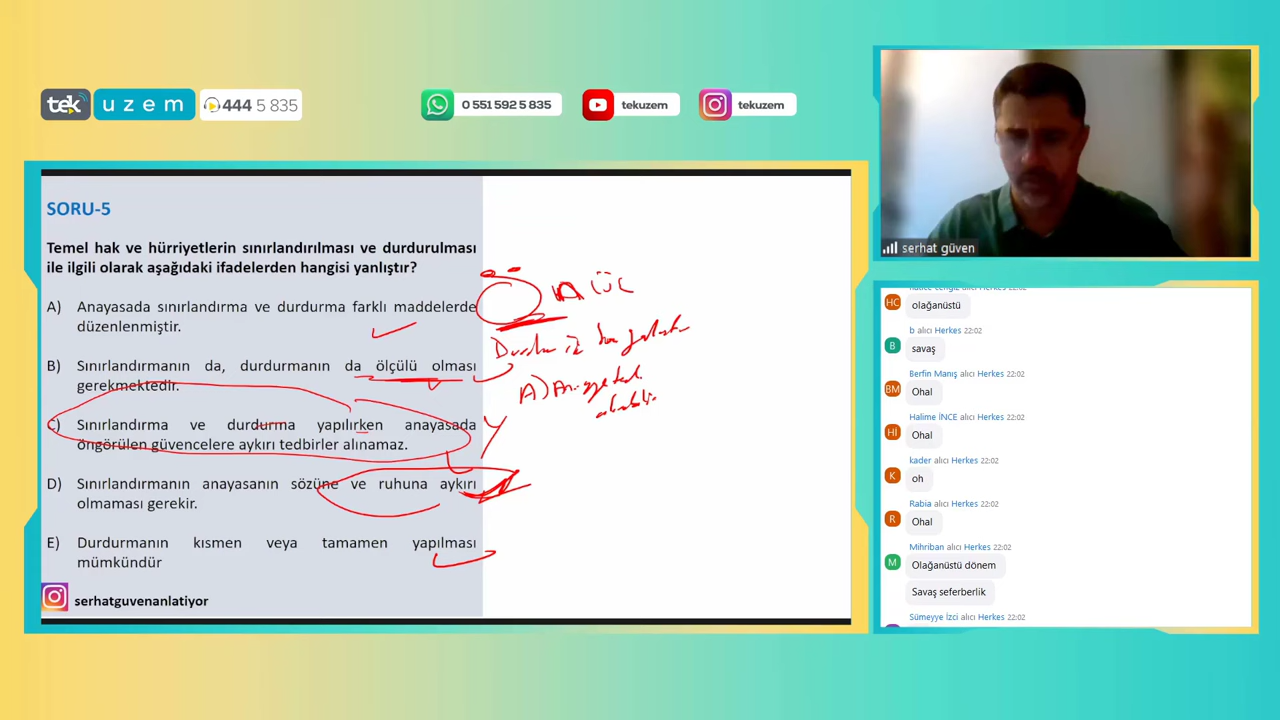 tek uzem 444 5 835
0 551 592 5 835
tekuzem
tekuzem
SORU-5
Temel hak ve hürriyetlerin sınırlandırılması ve durdurulması
ile ilgili olarak aşağıdaki ifadelerden hangisi yanlıştır?
A) Anayasada sınırlandırma ve durdurma farklı maddelerde
düzenlenmiştir.
B) Sınırlandırmanın da, durdurmanın da ölçülü olması
gerekmektedir.
C) Sınırlandırma ve durdurma yapılırken anayasada
öngörülen güvencelere aykırı tedbirler alınamaz.
D) Sınırlandırmanın anayasanın sözüne ve ruhuna aykırı
olmaması gerekir.
E) Durdurmanın kısmen veya tamamen yapılması
mümkündür
serhatguvenanlatiyor
serhat güven
HC
olağanüstü
b alıcı Herkes 22:02
B
savaş
Berfin Manış alıcı Herkes 22:02
BM
Ohal
Halime İNCE alıcı Herkes 22:02
Hİ
Ohal
kader alıcı Herkes 22:02
K
oh
Rabia alıcı Herkes 22:02
R
Ohal
Mihriban alıcı Herkes 22:02
M
Olağanüstü dönem
Savaş seferberlik
Sümeyye İzci alıcı Herkes 22:02